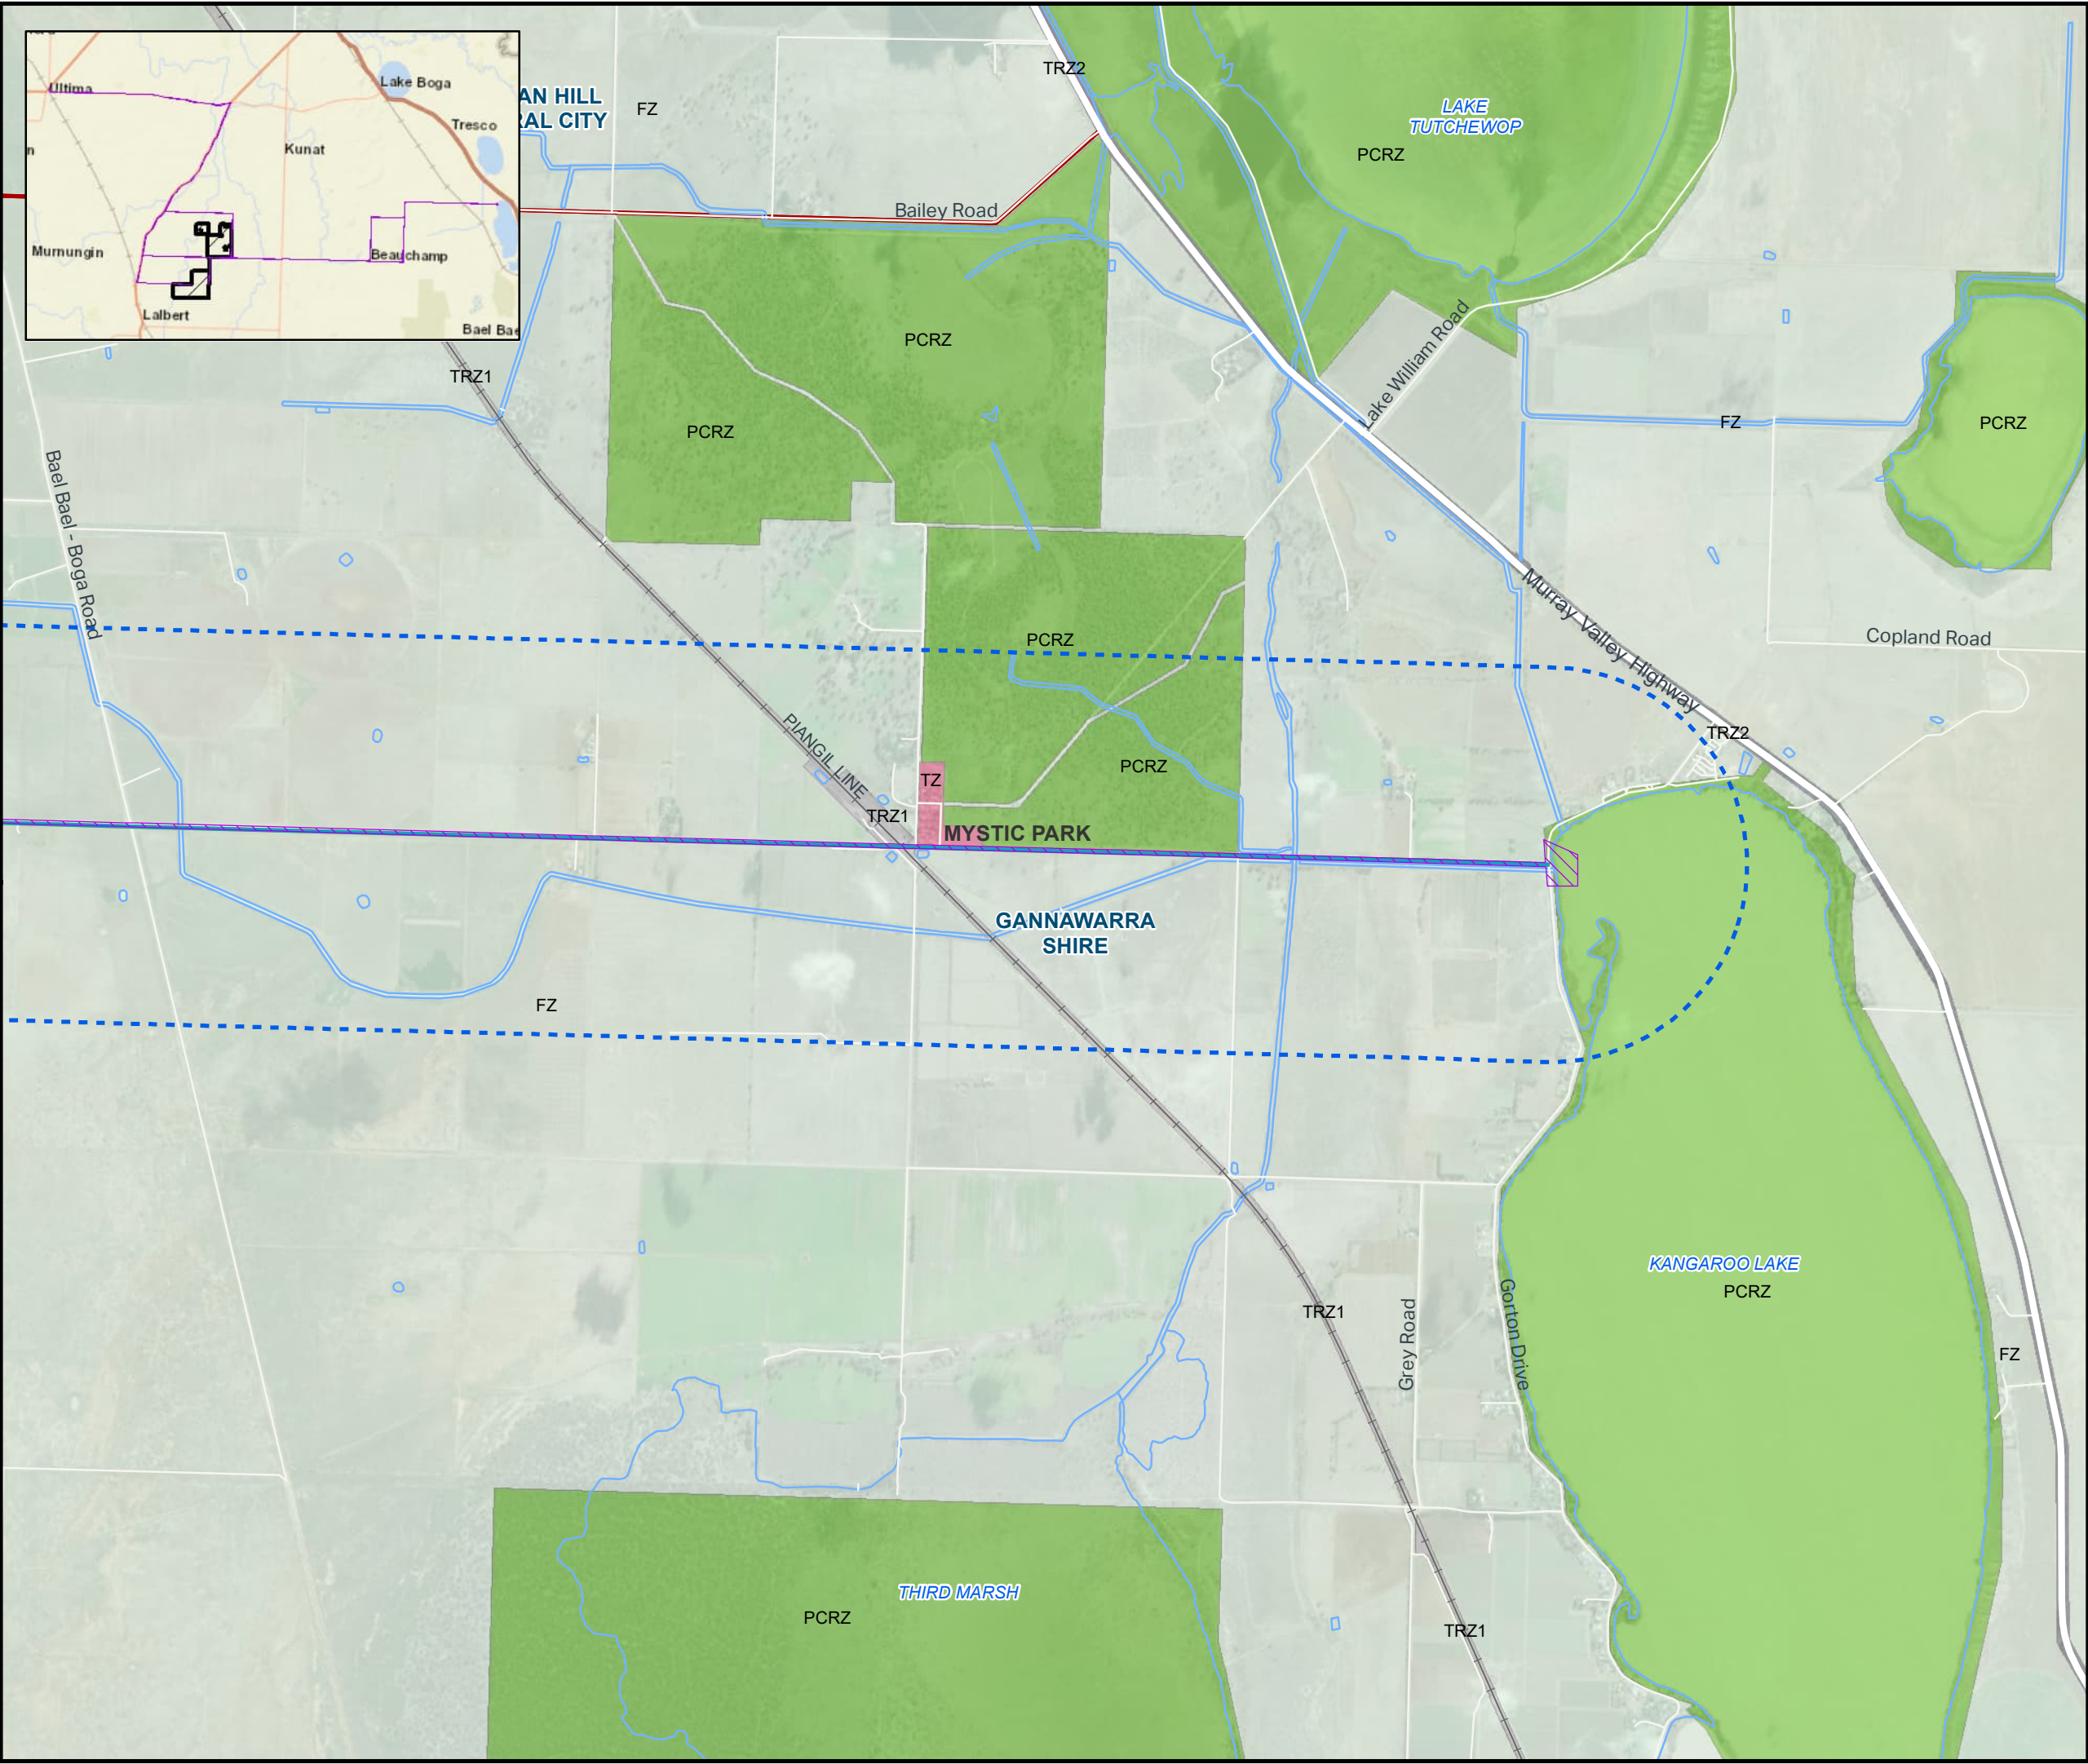 Ultima
Lake Boga
Tresco
Kunat
Murnungin
Beauchamp
Lalbert
Bael Bae
AN HILL
RAL CITY
FZ
TRZ2
LAKE
TUTCHEWOP
PCRZ
Bailey Road
PCRZ
Lake William Road
TRZ1
PCRZ
FZ
PCRZ
Bael Bael - Boga Road
Murray Valley Highway
PCRZ
Copland Road
PIANGIL LINE
TRZ2
PCRZ
TZ
TRZ1
MYSTIC PARK
GANNAWARRA
SHIRE
FZ
KANGAROO LAKE
PCRZ
TRZ1
Grey Road
Gorton Drive
FZ
THIRD MARSH
PCRZ
TRZ1